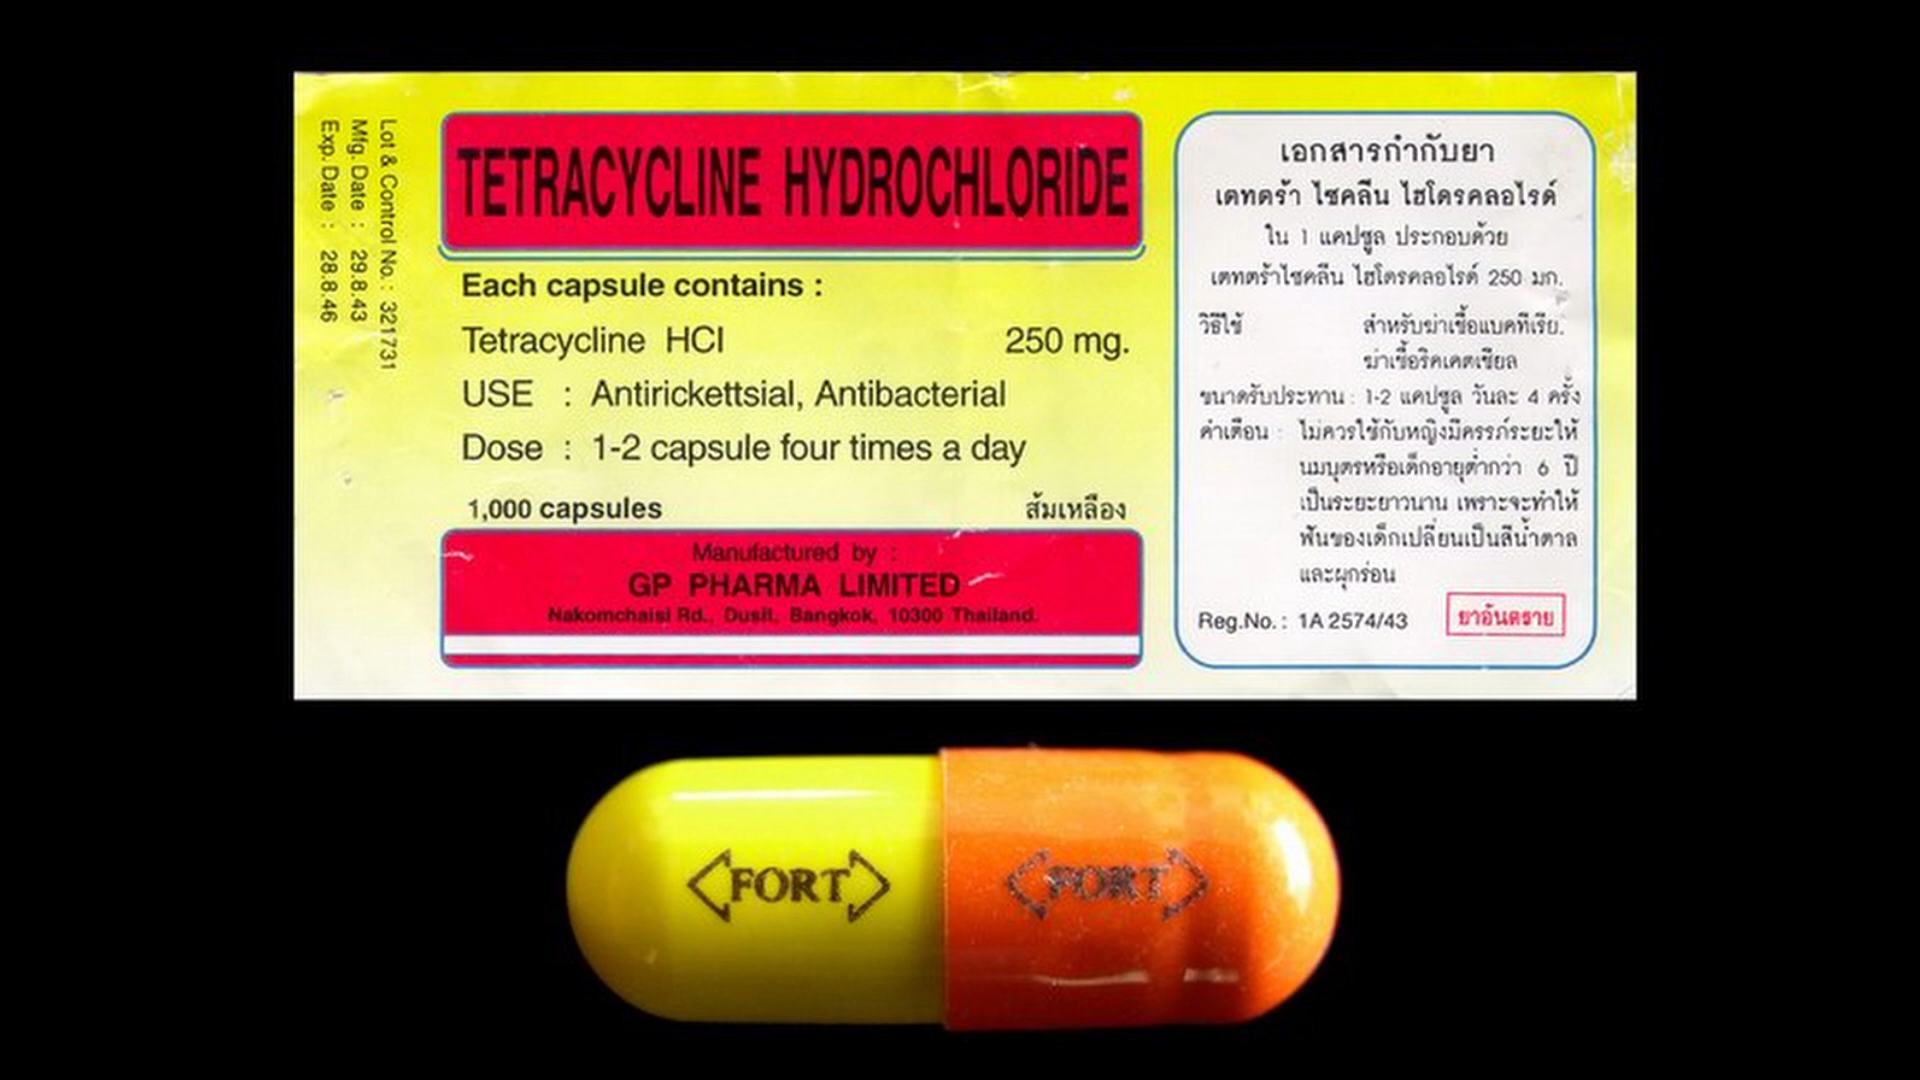 Lot & Control No. : 321731
Mfg. Date : 29.8.43
Exp. Date : 28.8.46
TETRACYCLINE HYDROCHLORIDE
Each capsule contains :
Tetracycline HCl 250 mg.
USE : Antirickettsial, Antibacterial
Dose : 1-2 capsule four times a day
1,000 capsules ส้มเหลือง
Manufactured by :
GP PHARMA LIMITED
Nakornchaisi Rd., Dusit, Bangkok, 10300 Thailand.
เอกสารกำกับยา
เตทตร้า ไซคลีน ไฮโดรคลอไรด์
ใน 1 แคปซูล ประกอบด้วย
เตทตร้าไซคลีน ไฮโดรคลอไรด์ 250 มก.
วิธีใช้ สำหรับฆ่าเชื้อแบคทีเรีย.
ฆ่าเชื้อริคเคตเซียล
ขนาดรับประทาน : 1-2 แคปซูล วันละ 4 ครั้ง
คำเตือน : ไม่ควรใช้กับหญิงมีครรภ์ระยะให้
นมบุตรหรือเด็กอายุต่ำกว่า 6 ปี
เป็นระยะยาวนาน เพราะจะทำให้
ฟันของเด็กเปลี่ยนเป็นสีน้ำตาล
และผุกร่อน
Reg.No. : 1A 2574/43 ยาอันตราย
FORT FORT